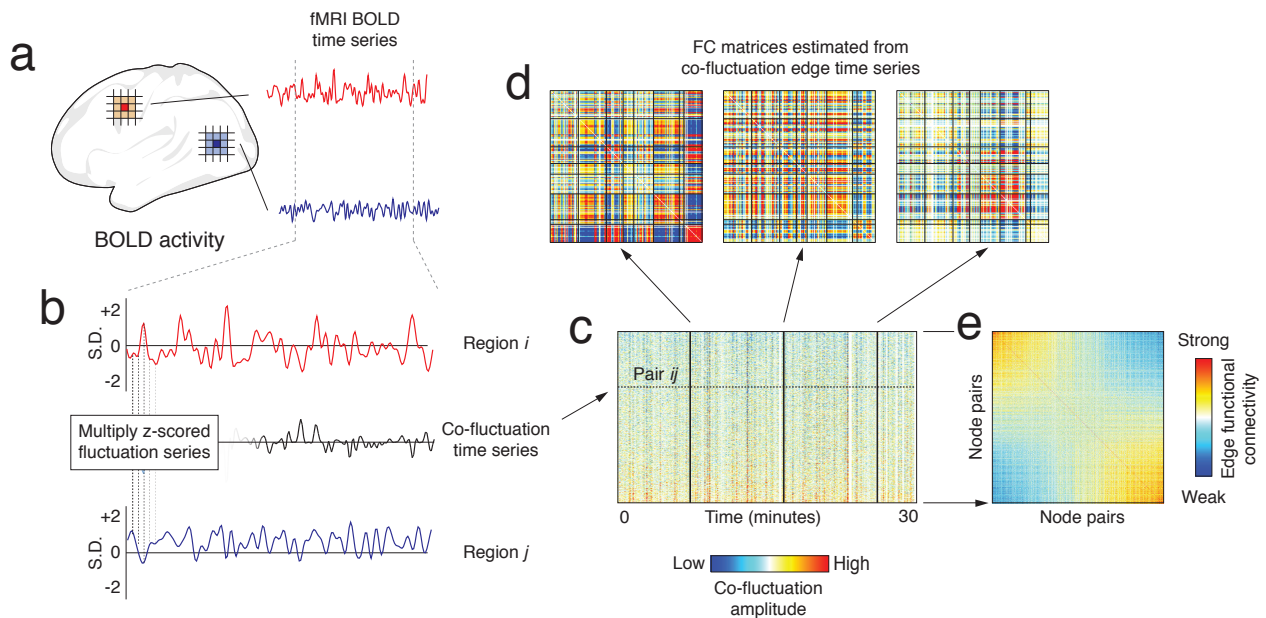 a
fMRI BOLD
time series
BOLD activity
b
+2
0
-2
S.D.
Region i
Multiply z-scored
fluctuation series
Co-fluctuation
time series
+2
0
-2
S.D.
Region j
d
FC matrices estimated from
co-fluctuation edge time series
c
Pair ij
0
Time (minutes)
30
Low
High
Co-fluctuation
amplitude
e
Node pairs
Node pairs
Strong
Edge functional
connectivity
Weak